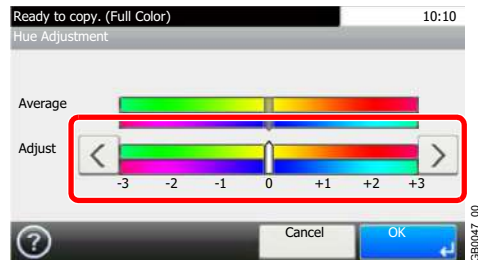 Ready to copy. (Full Color) 10:10
Hue Adjustment
Average
Adjust
-3 -2 -1 0 +1 +2 +3
? Cancel OK
GB0047_00